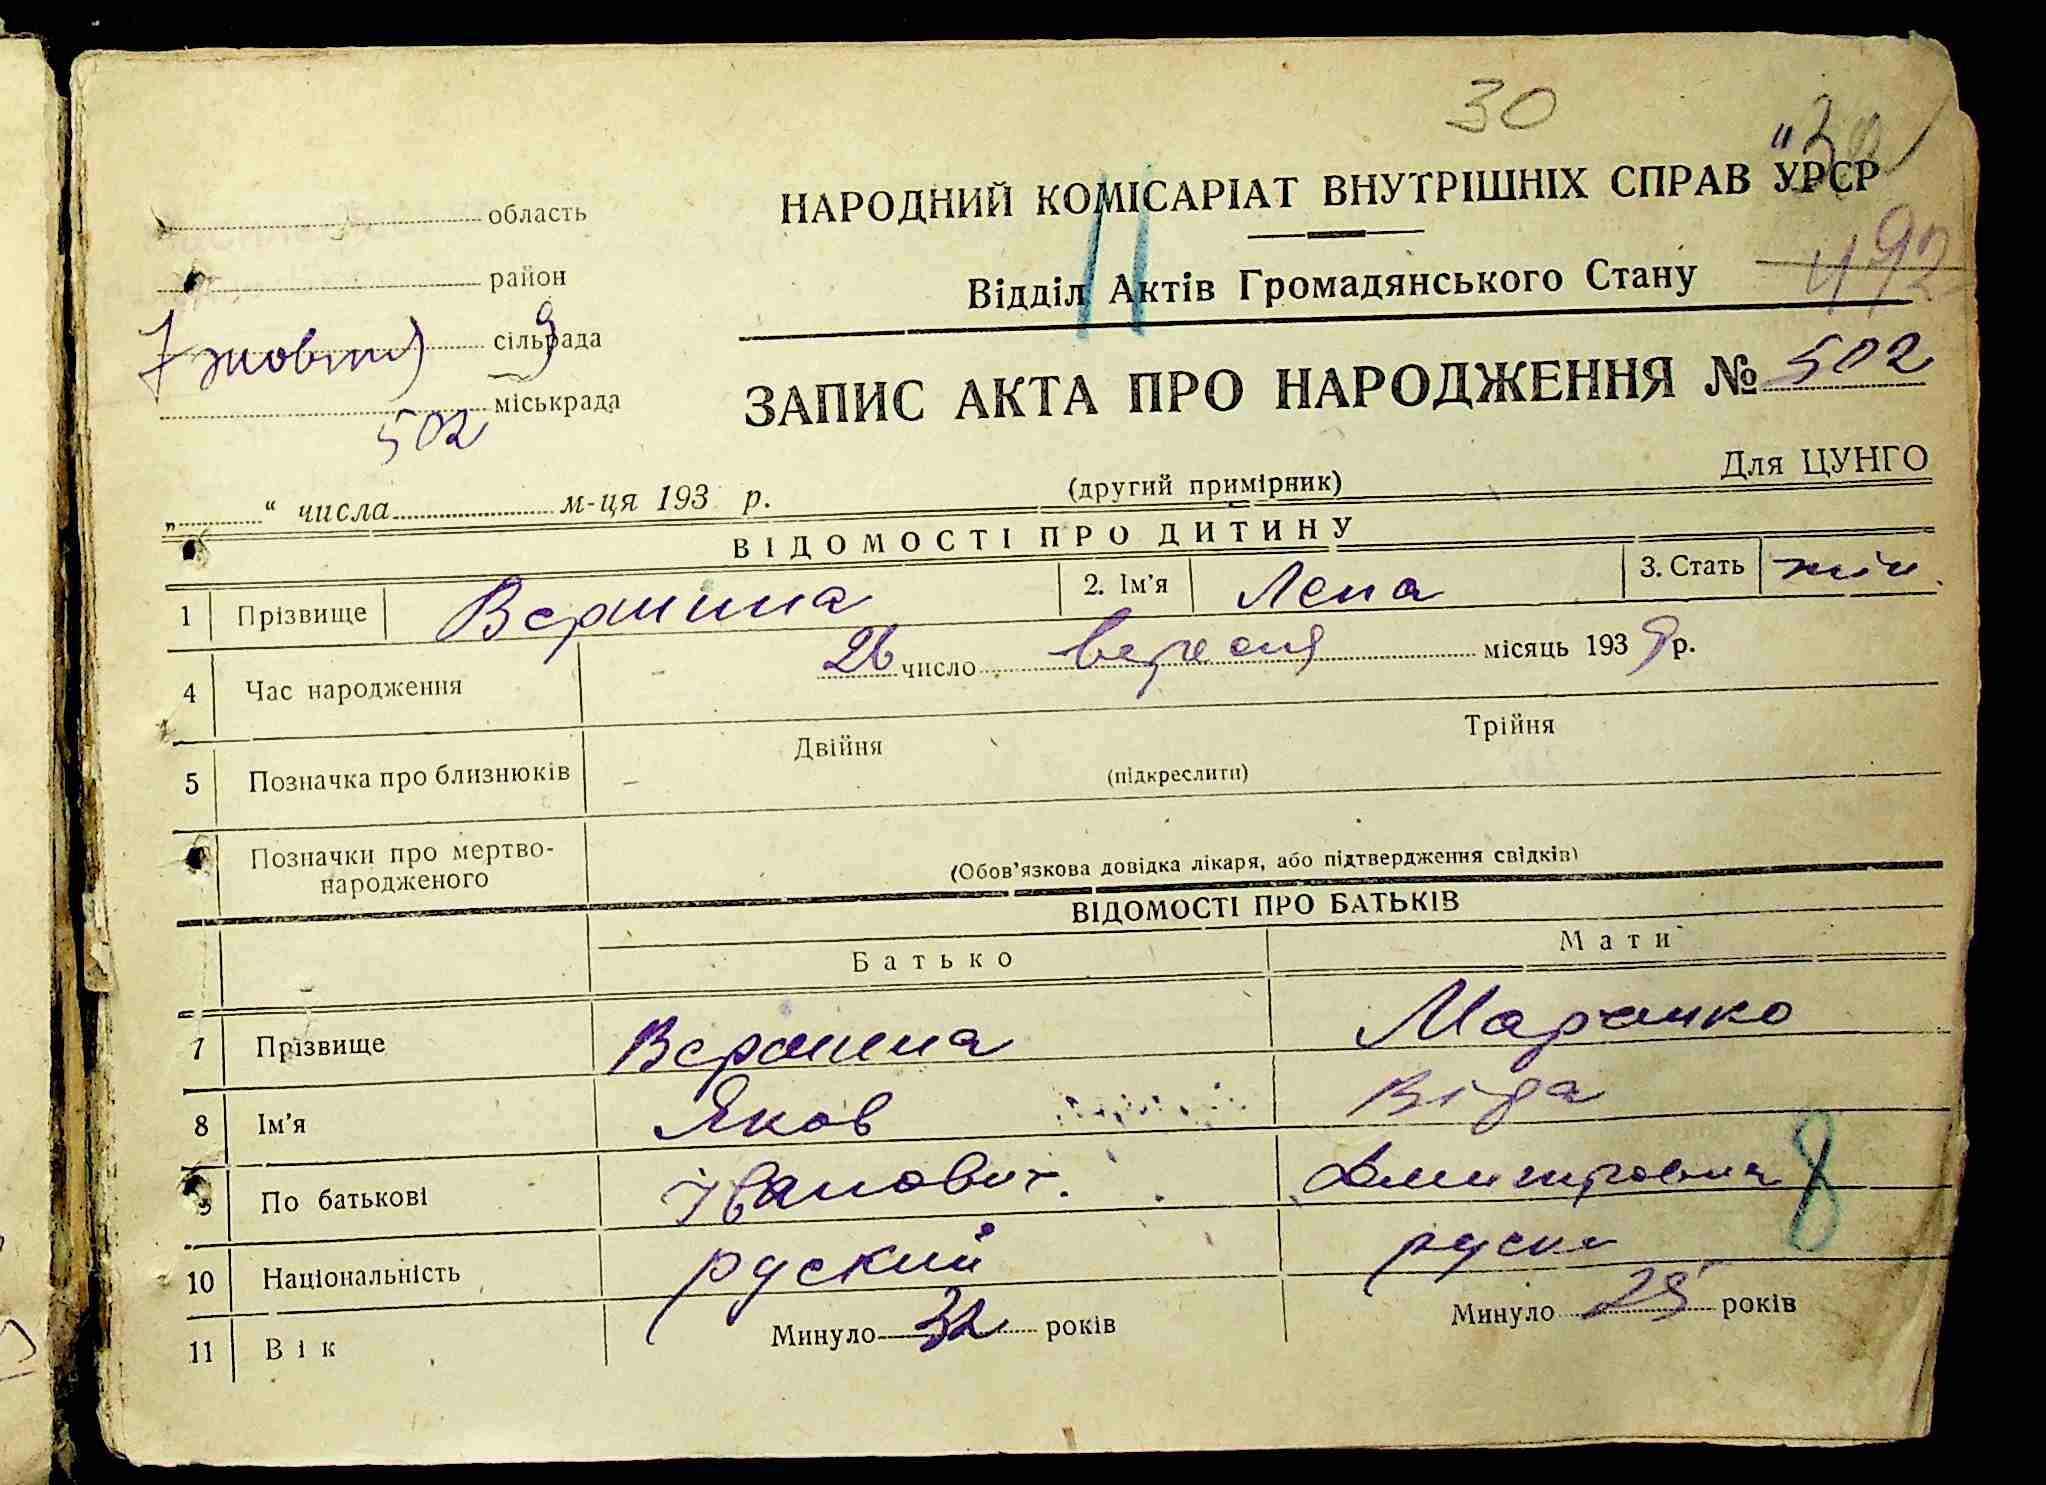 30
"30
НАРОДНИЙ КОМІСАРІАТ ВНУТРІШНІХ СПРАВ УРСР
область
492
район
Відділ Актів Громадянського Стану
7 жовтня 9 сільрада
ЗАПИС АКТА ПРО НАРОДЖЕННЯ № 502
міськрада
502
Для ЦУНГО
„ “ числа м-ця 193 р.
(другий примірник)
ВІДОМОСТІ ПРО ДИТИНУ
1 Прізвище Вершина 2. Ім’я Лена 3. Стать жін.
4 Час народження 26 число вересня місяць 1939 р.
Двійня Трійня
5 Позначка про близнюків (підкреслити)
Позначки про мертво-
народженого
(Обов’язкова довідка лікаря, або підтвердження свідків)
ВІДОМОСТІ ПРО БАТЬКІВ
Батько Мати
7 Прізвище Вершина Марченко
8 Ім’я Яков Віра
9 По батькові Іванович. Дмитровна
8
10 Національність руский руска
11 Вік Минуло 32 років Минуло 25 років